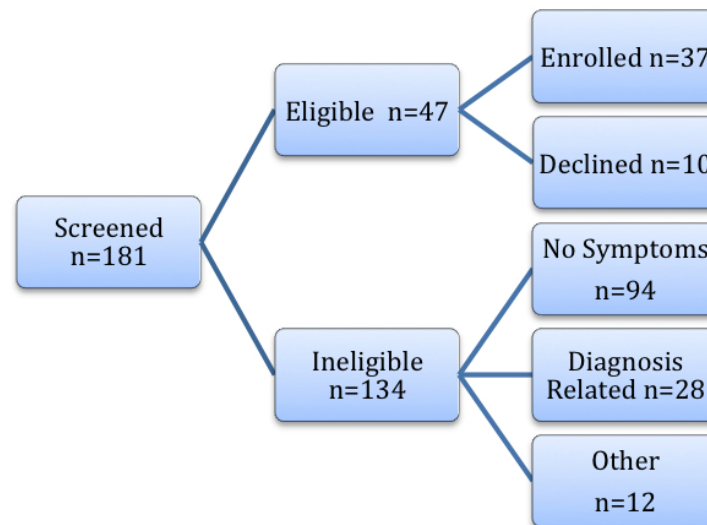 Screened
n=181
Eligible n=47
Ineligible
n=134
Enrolled n=37
Declined n=10
No Symptoms
n=94
Diagnosis
Related n=28
Other
n=12